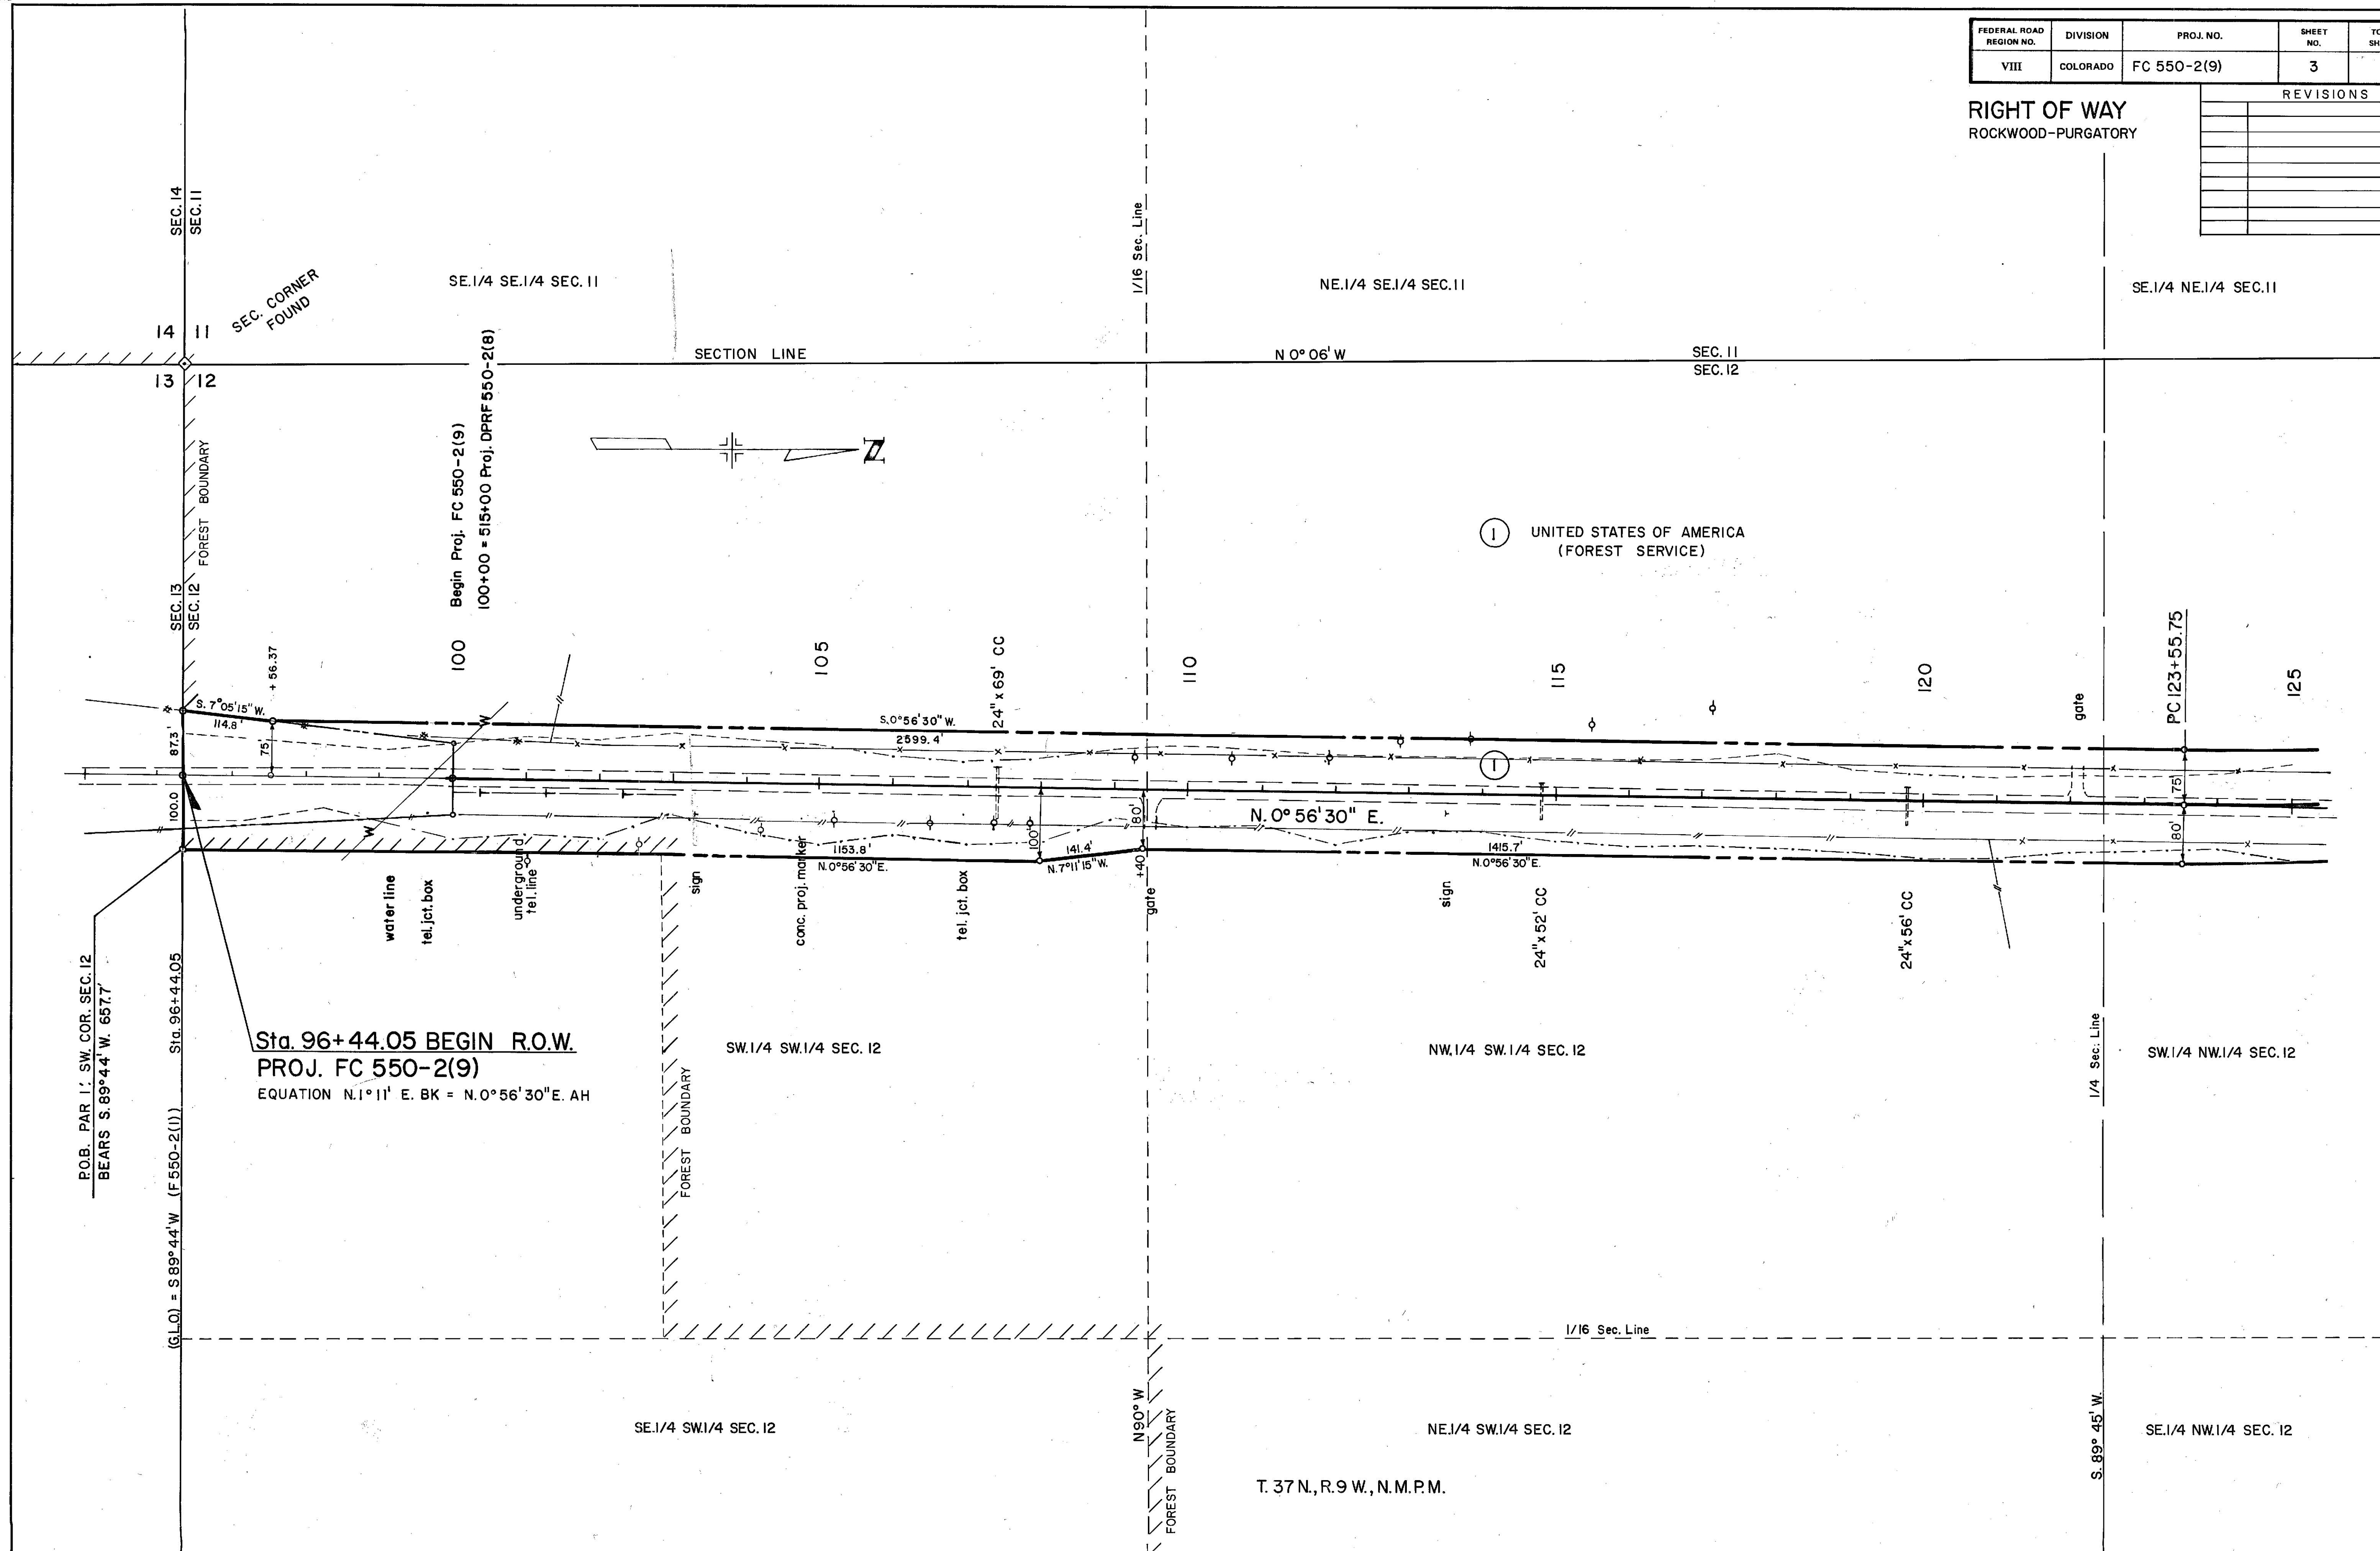 FEDERAL ROAD REGION NO.
DIVISION
PROJ. NO.
SHEET NO.
VIII
COLORADO
FC 550-2(9)
3
REVISIONS
RIGHT OF WAY
ROCKWOOD-PURGATORY
SEC. 14
SEC. 11
SEC. CORNER
FOUND
14
11
13
12
SE.1/4 SE.1/4 SEC. 11
1/16 Sec. Line
NE.1/4 SE.1/4 SEC. 11
SE.1/4 NE.1/4 SEC. 11
SECTION LINE
N 0° 06' W
SEC. 11
SEC. 12
FOREST BOUNDARY
Begin Proj. FC 550-2(9)
100+00 = 515+00 Proj. DPRF 550-2(8)
N
1
UNITED STATES OF AMERICA
(FOREST SERVICE)
SEC. 13
SEC. 12
+ 56.37
100
105
24" x 69' CC
110
115
120
gate
PC 123+55.75
125
S. 7°05'15" W.
114.8'
87.3'
75'
W
S. 0°56'30" W.
2599.4'
1
75'
100.0
N. 0° 56' 30" E.
W
100'
80'
80'
1153.8'
N. 0°56'30" E.
141.4'
N. 7°11'15" W.
+40
1415.7'
N. 0°56'30" E.
water line
tel. jct. box
underground
tel. line
sign
conc. proj. marker
tel. jct. box
gate
sign
24" x 52' CC
24" x 56' CC
P.O.B. PAR 1'. SW. COR. SEC. 12
BEARS S. 89°44' W. 657.7'
Sta. 96+44.05
(G.L.O.) = S 89°44' W (F 550-2(1))
Sta. 96+44.05 BEGIN R.O.W.
PROJ. FC 550-2(9)
EQUATION N. 1° 11' E. BK = N. 0° 56' 30" E. AH
FOREST BOUNDARY
SW.1/4 SW.1/4 SEC. 12
NW.1/4 SW.1/4 SEC. 12
1/4 Sec. Line
SW.1/4 NW.1/4 SEC. 12
1/16 Sec. Line
SE.1/4 SW.1/4 SEC. 12
N 90° W
FOREST BOUNDARY
NE.1/4 SW.1/4 SEC. 12
S. 89° 45' W.
SE.1/4 NW.1/4 SEC. 12
T. 37 N., R. 9 W., N.M.P.M.